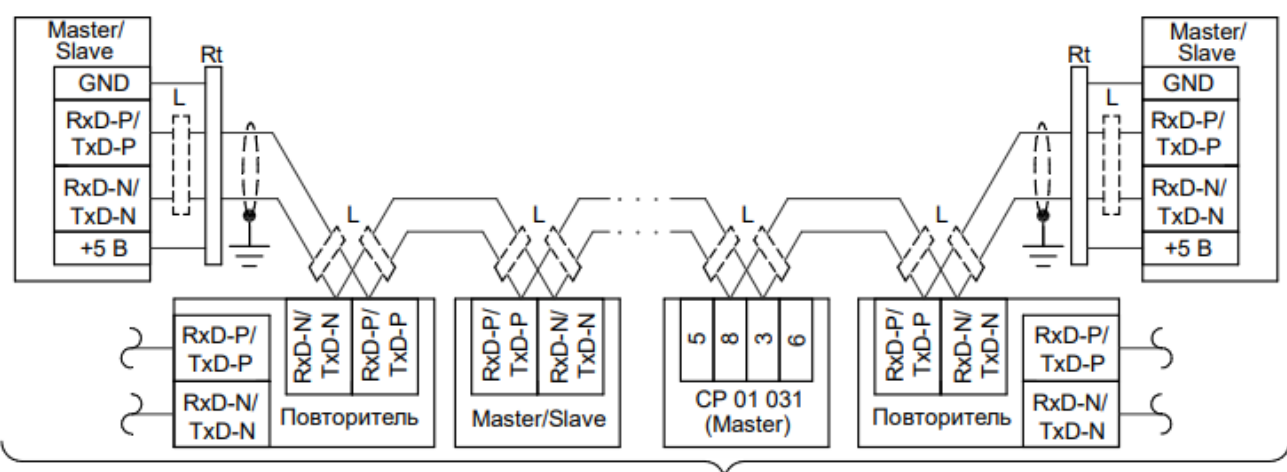 Master/
Slave
GND
RxD-P/
TxD-P
RxD-N/
TxD-N
+5 В
L
Rt
Rt
L
Master/
Slave
GND
RxD-P/
TxD-P
RxD-N/
TxD-N
+5 В
L
L
L
L
RxD-P/
TxD-P
RxD-N/
TxD-N
RxD-N/
TxD-N
RxD-P/
TxD-P
Повторитель
RxD-P/
TxD-P
RxD-N/
TxD-N
Master/Slave
5
8
3
6
CP 01 031
(Master)
RxD-P/
TxD-P
RxD-N/
TxD-N
Повторитель
RxD-P/
TxD-P
RxD-N/
TxD-N